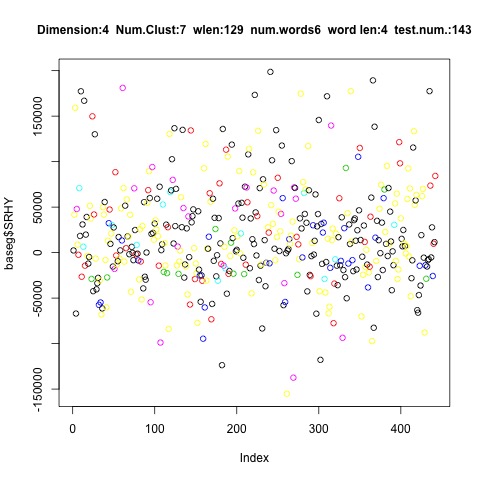 Dimension:4 Num.Clust:7 wlen:129 num.words6 word len:4 test.num.:143
baseg$SRHY
150000
50000
0
-50000
-150000
0 100 200 300 400
Index